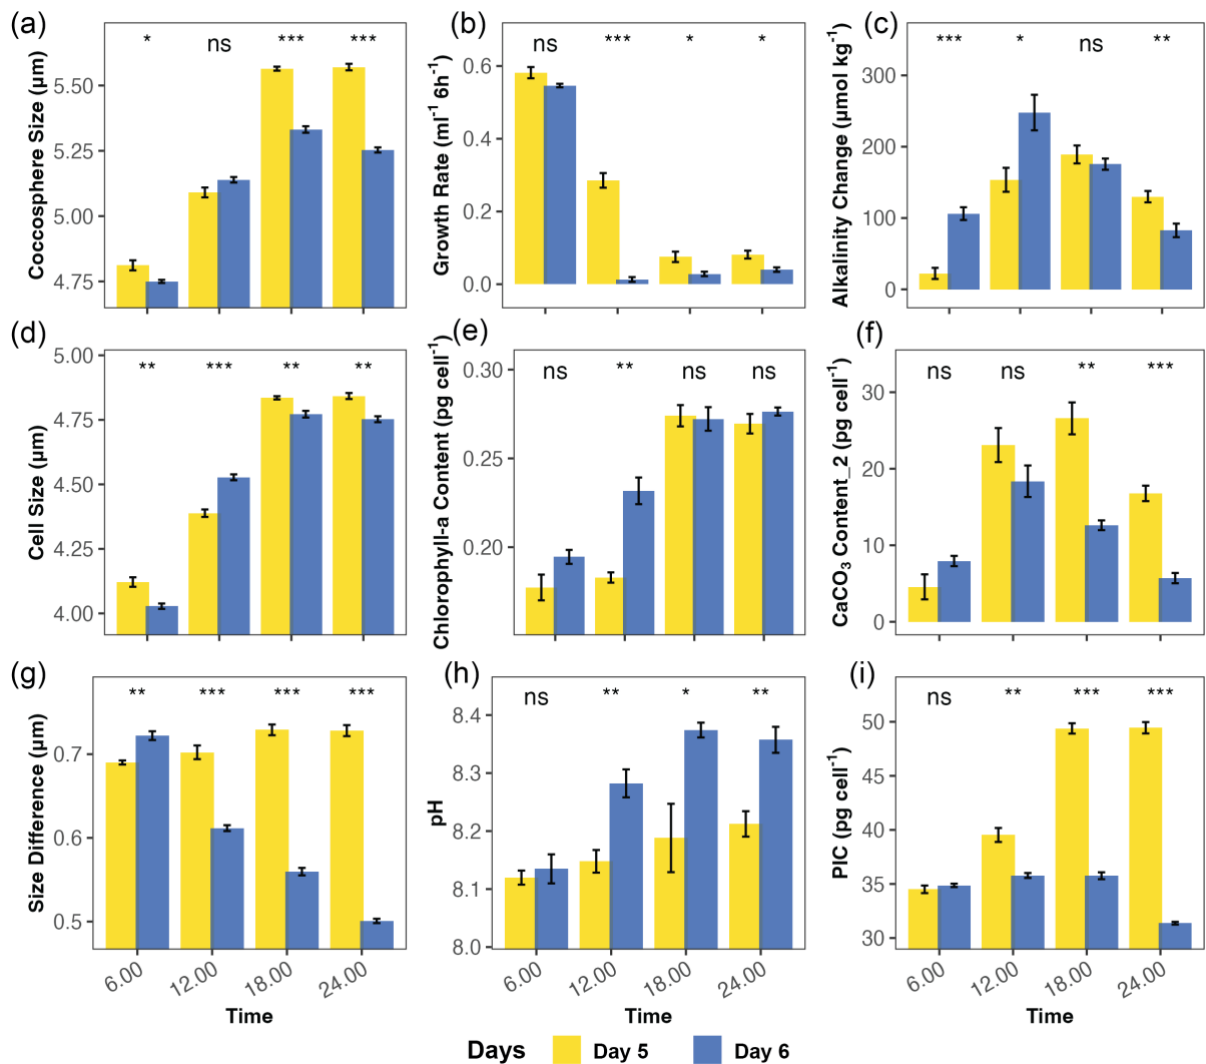 (a) (b) (c)
* ns *** ***
ns *** * *
*** * ns **
Coccosphere Size (μm)
5.50
5.25
5.00
4.75
Growth Rate (ml⁻¹ 6h⁻¹)
0.6
0.4
0.2
0.0
Alkalinity Change (μmol kg⁻¹)
300
200
100
0
(d) (e) (f)
** *** ** **
ns ** ns ns
ns ns ** ***
Cell Size (μm)
5.00
4.75
4.50
4.25
4.00
Chlorophyll-a Content (pg cell⁻¹)
0.30
0.25
0.20
CaCO₃ Content_2 (pg cell⁻¹)
30
20
10
0
(g) (h) (i)
** *** *** ***
ns ** * **
ns ** *** ***
Size Difference (μm)
0.7
0.6
0.5
pH
8.4
8.3
8.2
8.1
8.0
PIC (pg cell⁻¹)
50
45
40
35
30
6.00 12.00 18.00 24.00
6.00 12.00 18.00 24.00
6.00 12.00 18.00 24.00
Time Time Time
Days Day 5 Day 6